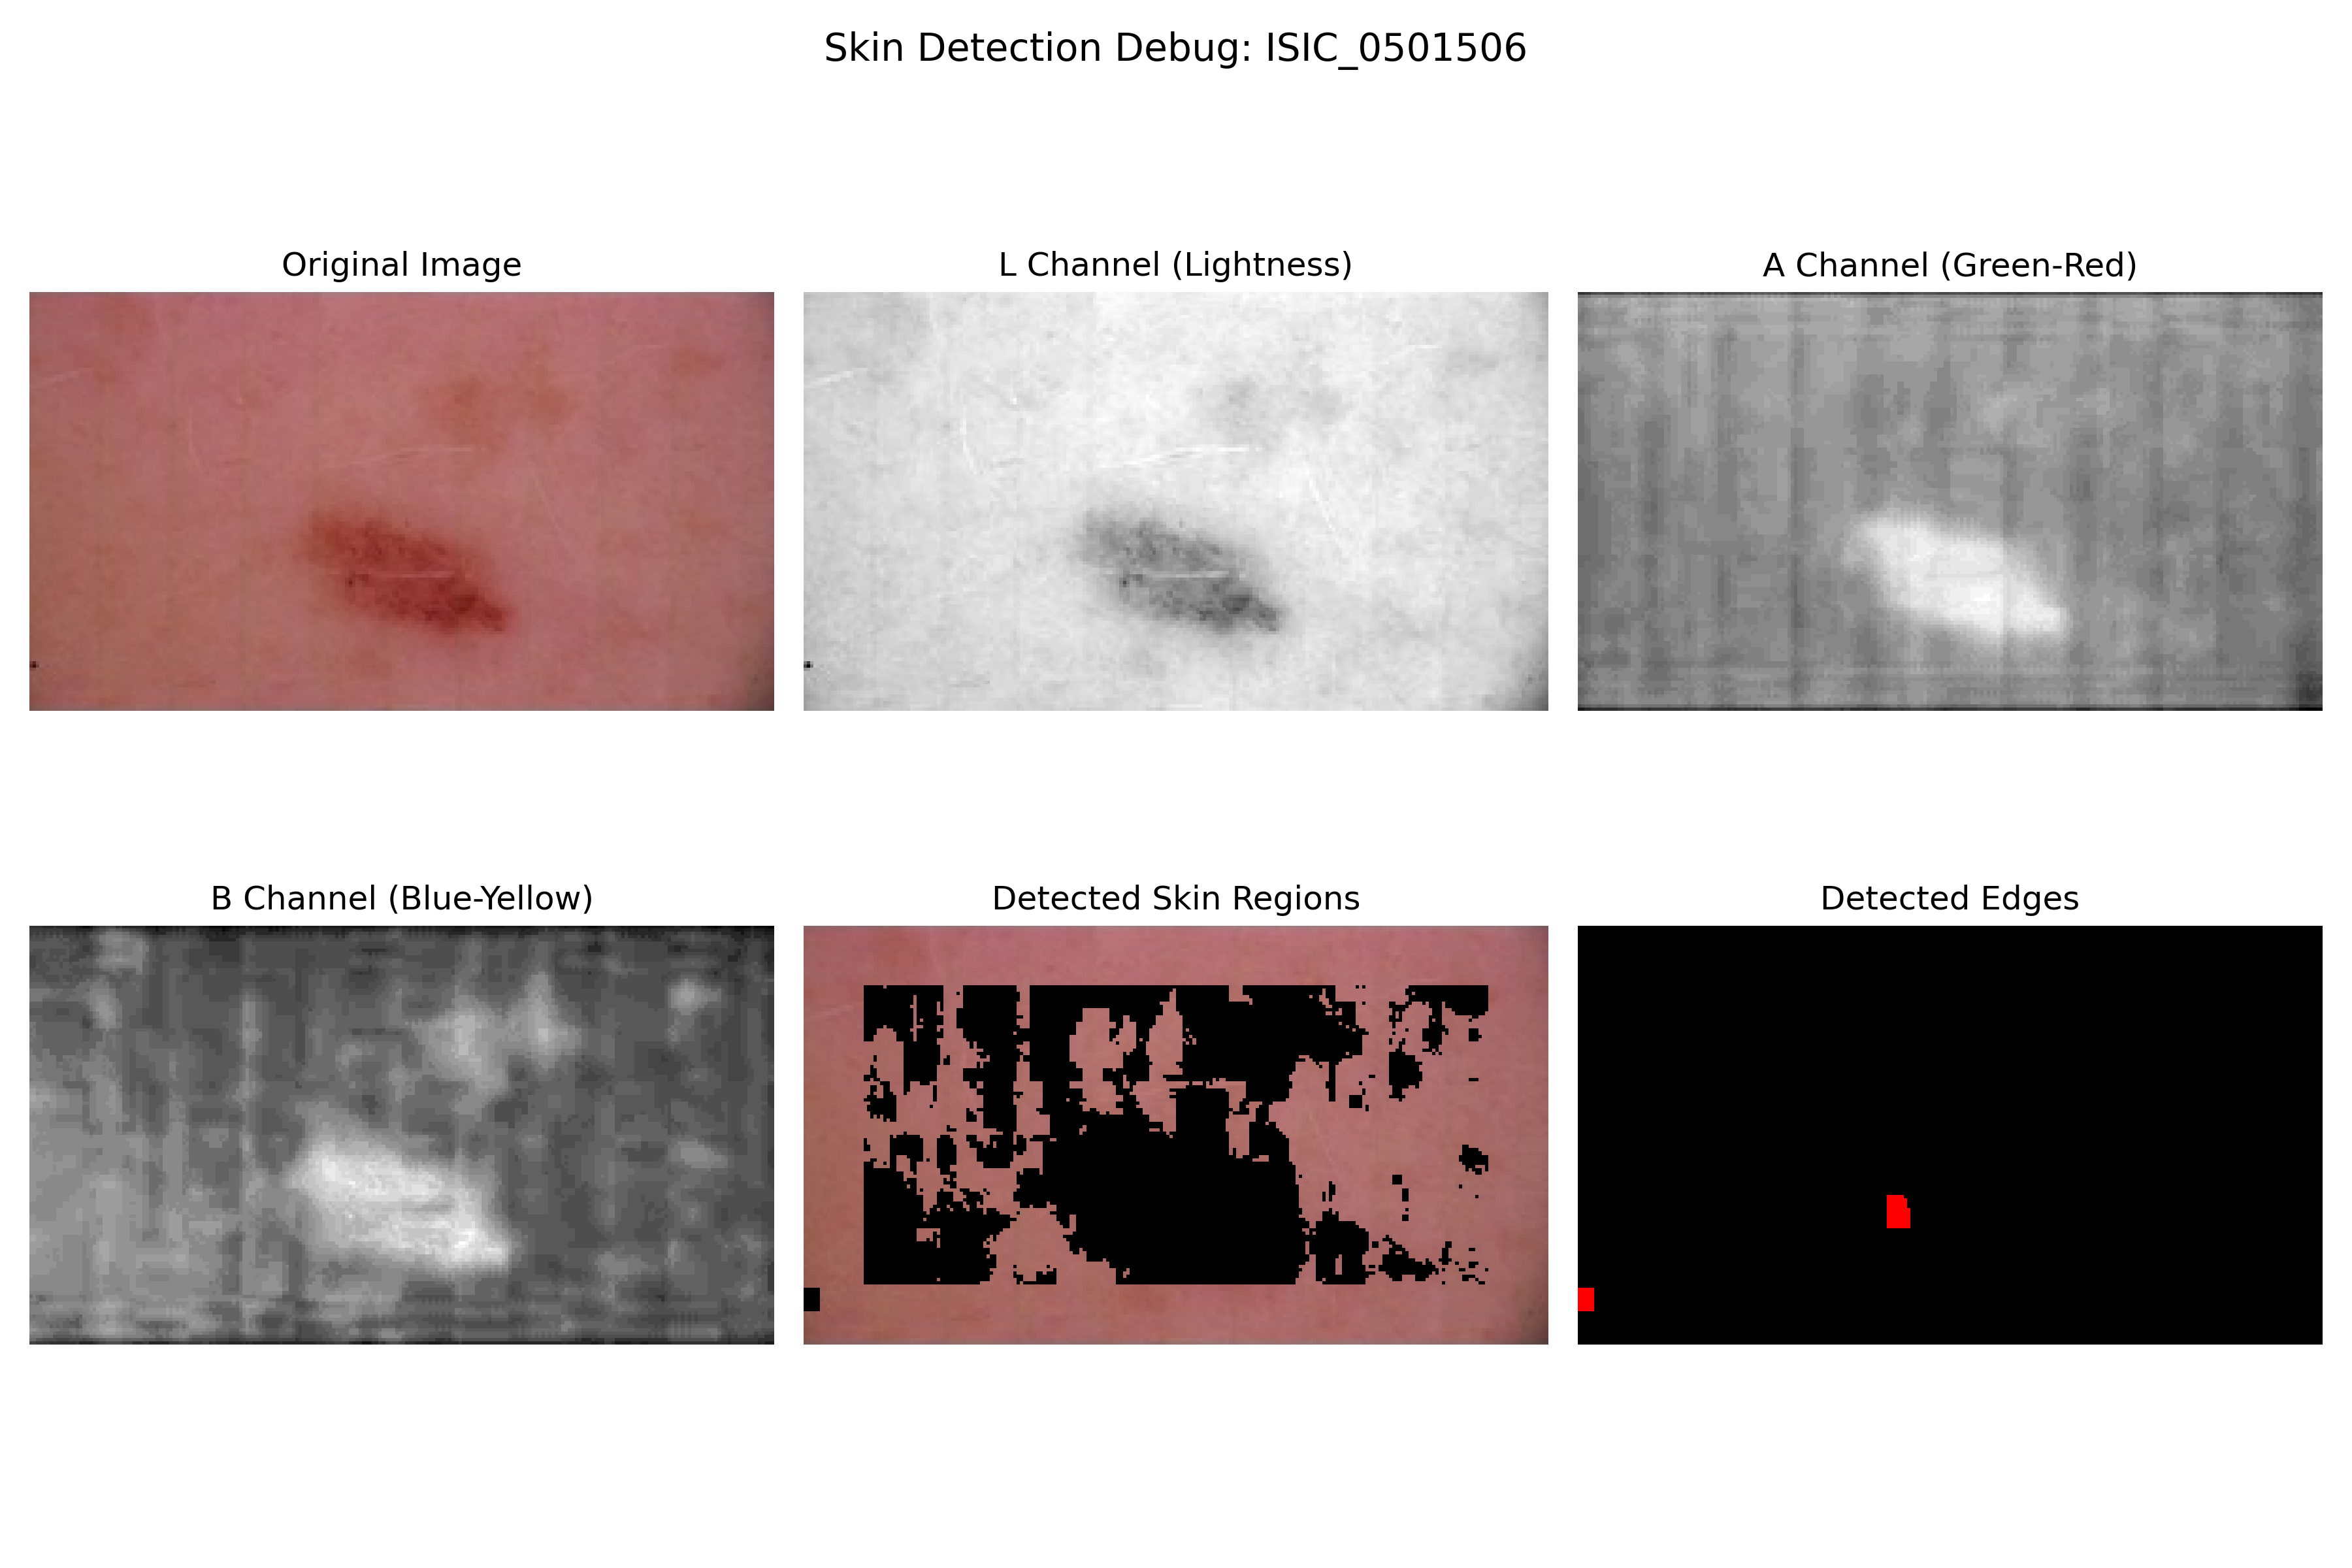 Skin Detection Debug: ISIC_0501506
Original Image
L Channel (Lightness)
A Channel (Green-Red)
B Channel (Blue-Yellow)
Detected Skin Regions
Detected Edges